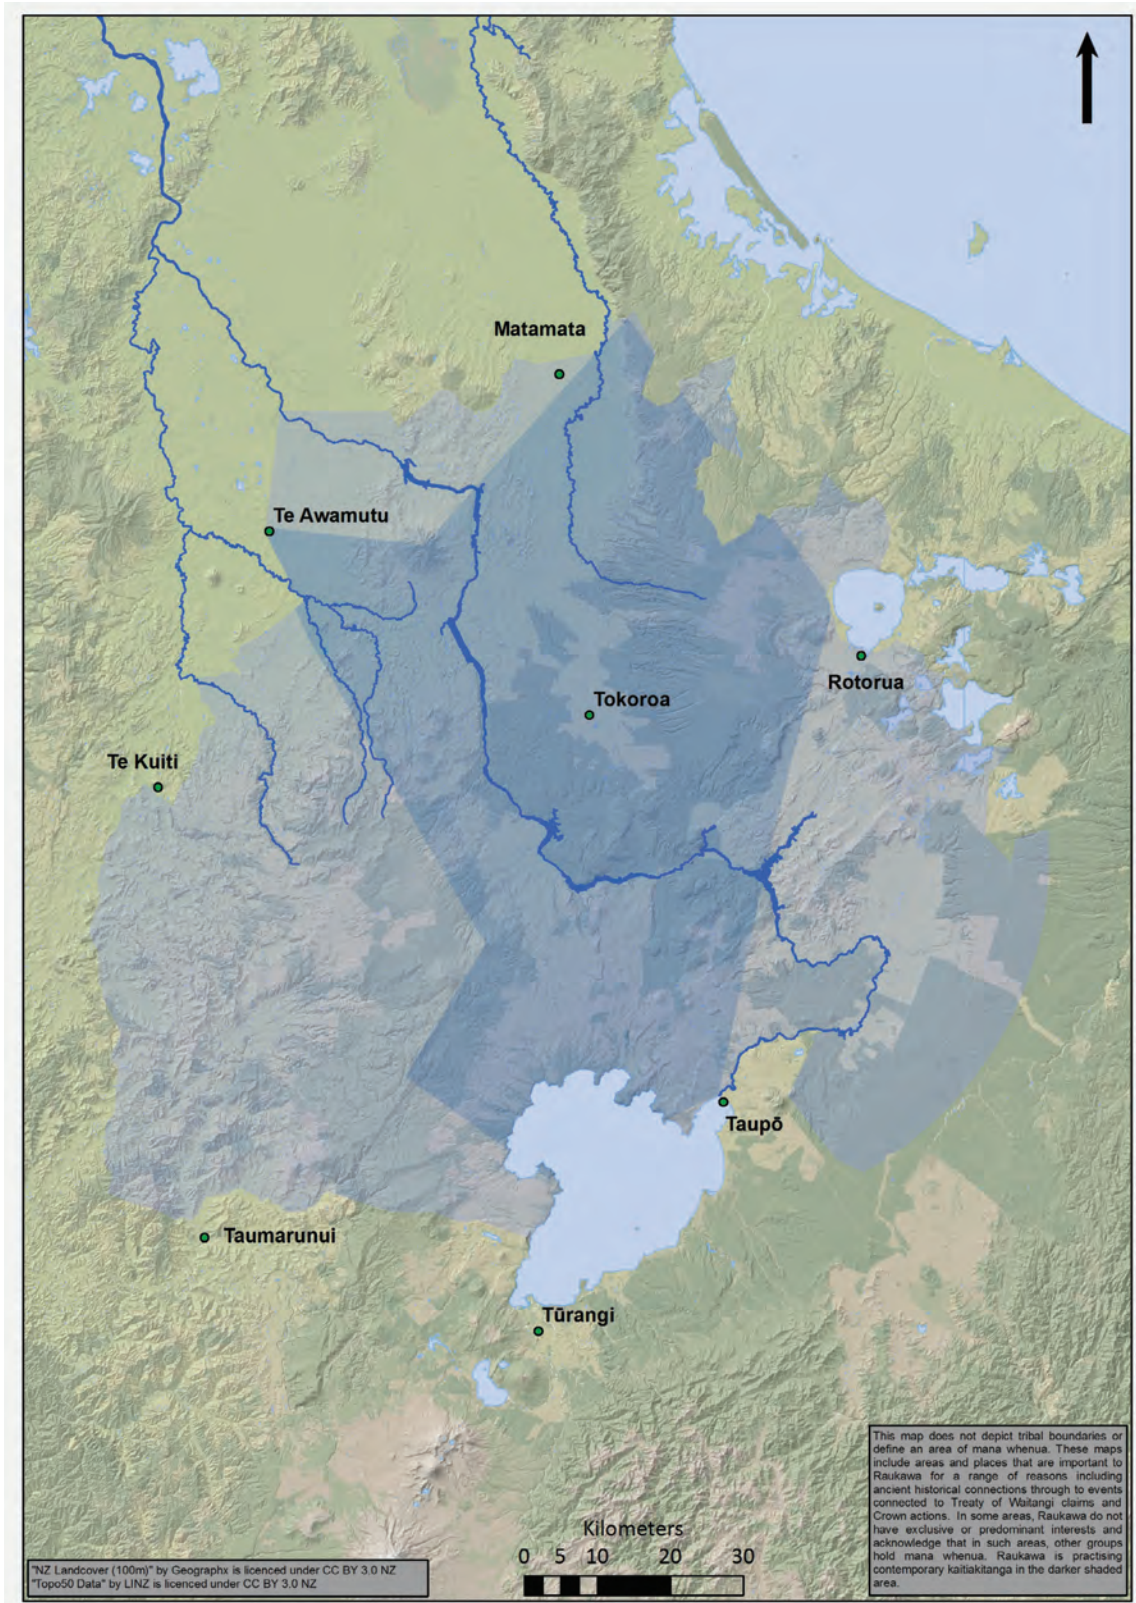 Matamata
Te Awamutu
Rotorua
Tokoroa
Te Kuiti
Taupō
Taumarunui
Tūrangi
This map does not depict tribal boundaries or
define an area of mana whenua. These maps
include areas and places that are important to
Raukawa for a range of reasons including
ancient historical connections through to events
connected to Treaty of Waitangi claims and
Crown actions. In some areas, Raukawa do not
have exclusive or predominant interests and
acknowledge that in such areas, other groups
hold mana whenua. Raukawa is practising
contemporary kaitiakitanga in the darker shaded
area.
Kilometers
0 5 10 20 30
"NZ Landcover (100m)" by Geographx is licenced under CC BY 3.0 NZ
"Topo50 Data" by LINZ is licenced under CC BY 3.0 NZ